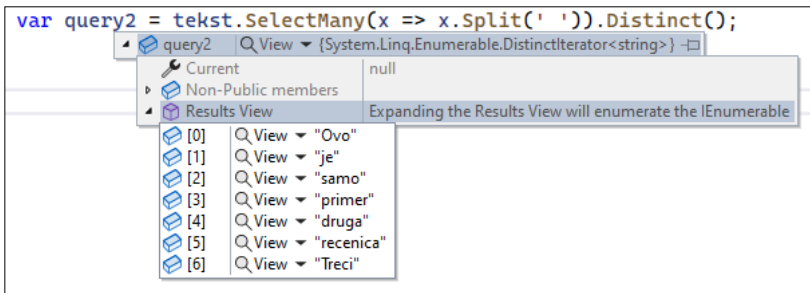 var query2 = tekst.SelectMany(x => x.Split(' ')).Distinct();
query2 View {System.Linq.Enumerable.DistinctIterator<string>}
Current null
Non-Public members
Results View Expanding the Results View will enumerate the IEnumerable
[0] View "Ovo"
[1] View "je"
[2] View "samo"
[3] View "primer"
[4] View "druga"
[5] View "recenica"
[6] View "Treci"